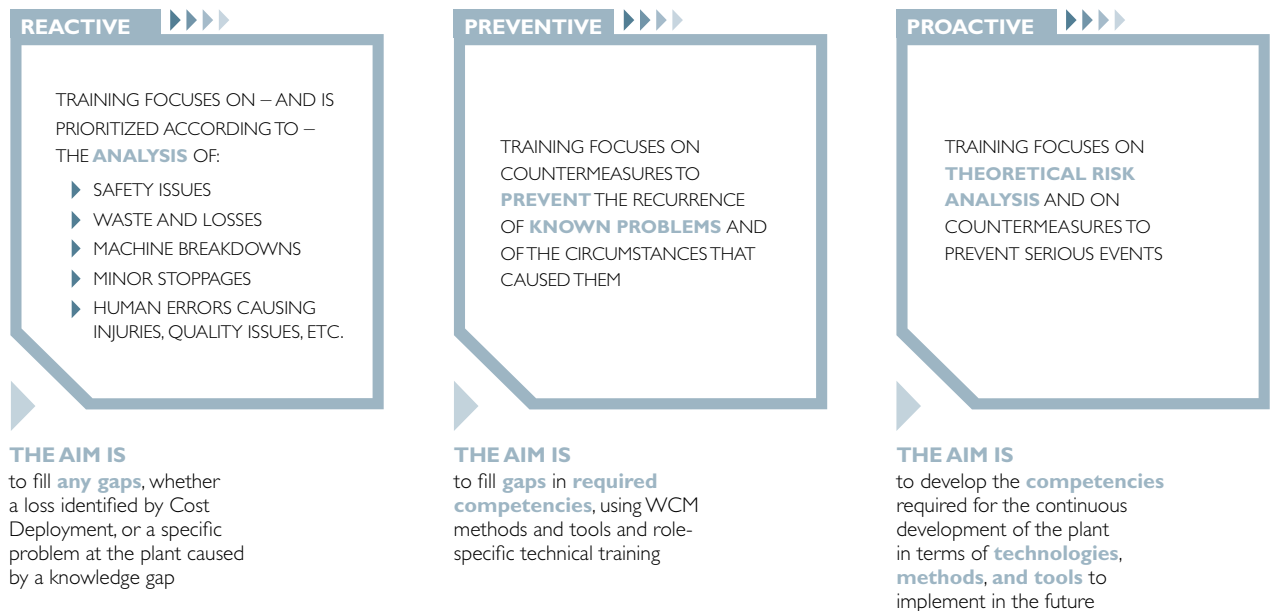 REACTIVE
TRAINING FOCUSES ON – AND IS
PRIORITIZED ACCORDING TO –
THE ANALYSIS OF:
SAFETY ISSUES
WASTE AND LOSSES
MACHINE BREAKDOWNS
MINOR STOPPAGES
HUMAN ERRORS CAUSING
INJURIES, QUALITY ISSUES, ETC.
THE AIM IS
to fill any gaps, whether
a loss identified by Cost
Deployment, or a specific
problem at the plant caused
by a knowledge gap
PREVENTIVE
TRAINING FOCUSES ON
COUNTERMEASURES TO
PREVENT THE RECURRENCE
OF KNOWN PROBLEMS AND
OF THE CIRCUMSTANCES THAT
CAUSED THEM
THE AIM IS
to fill gaps in required
competencies, using WCM
methods and tools and role-
specific technical training
PROACTIVE
TRAINING FOCUSES ON
THEORETICAL RISK
ANALYSIS AND ON
COUNTERMEASURES TO
PREVENT SERIOUS EVENTS
THE AIM IS
to develop the competencies
required for the continuous
development of the plant
in terms of technologies,
methods, and tools to
implement in the future